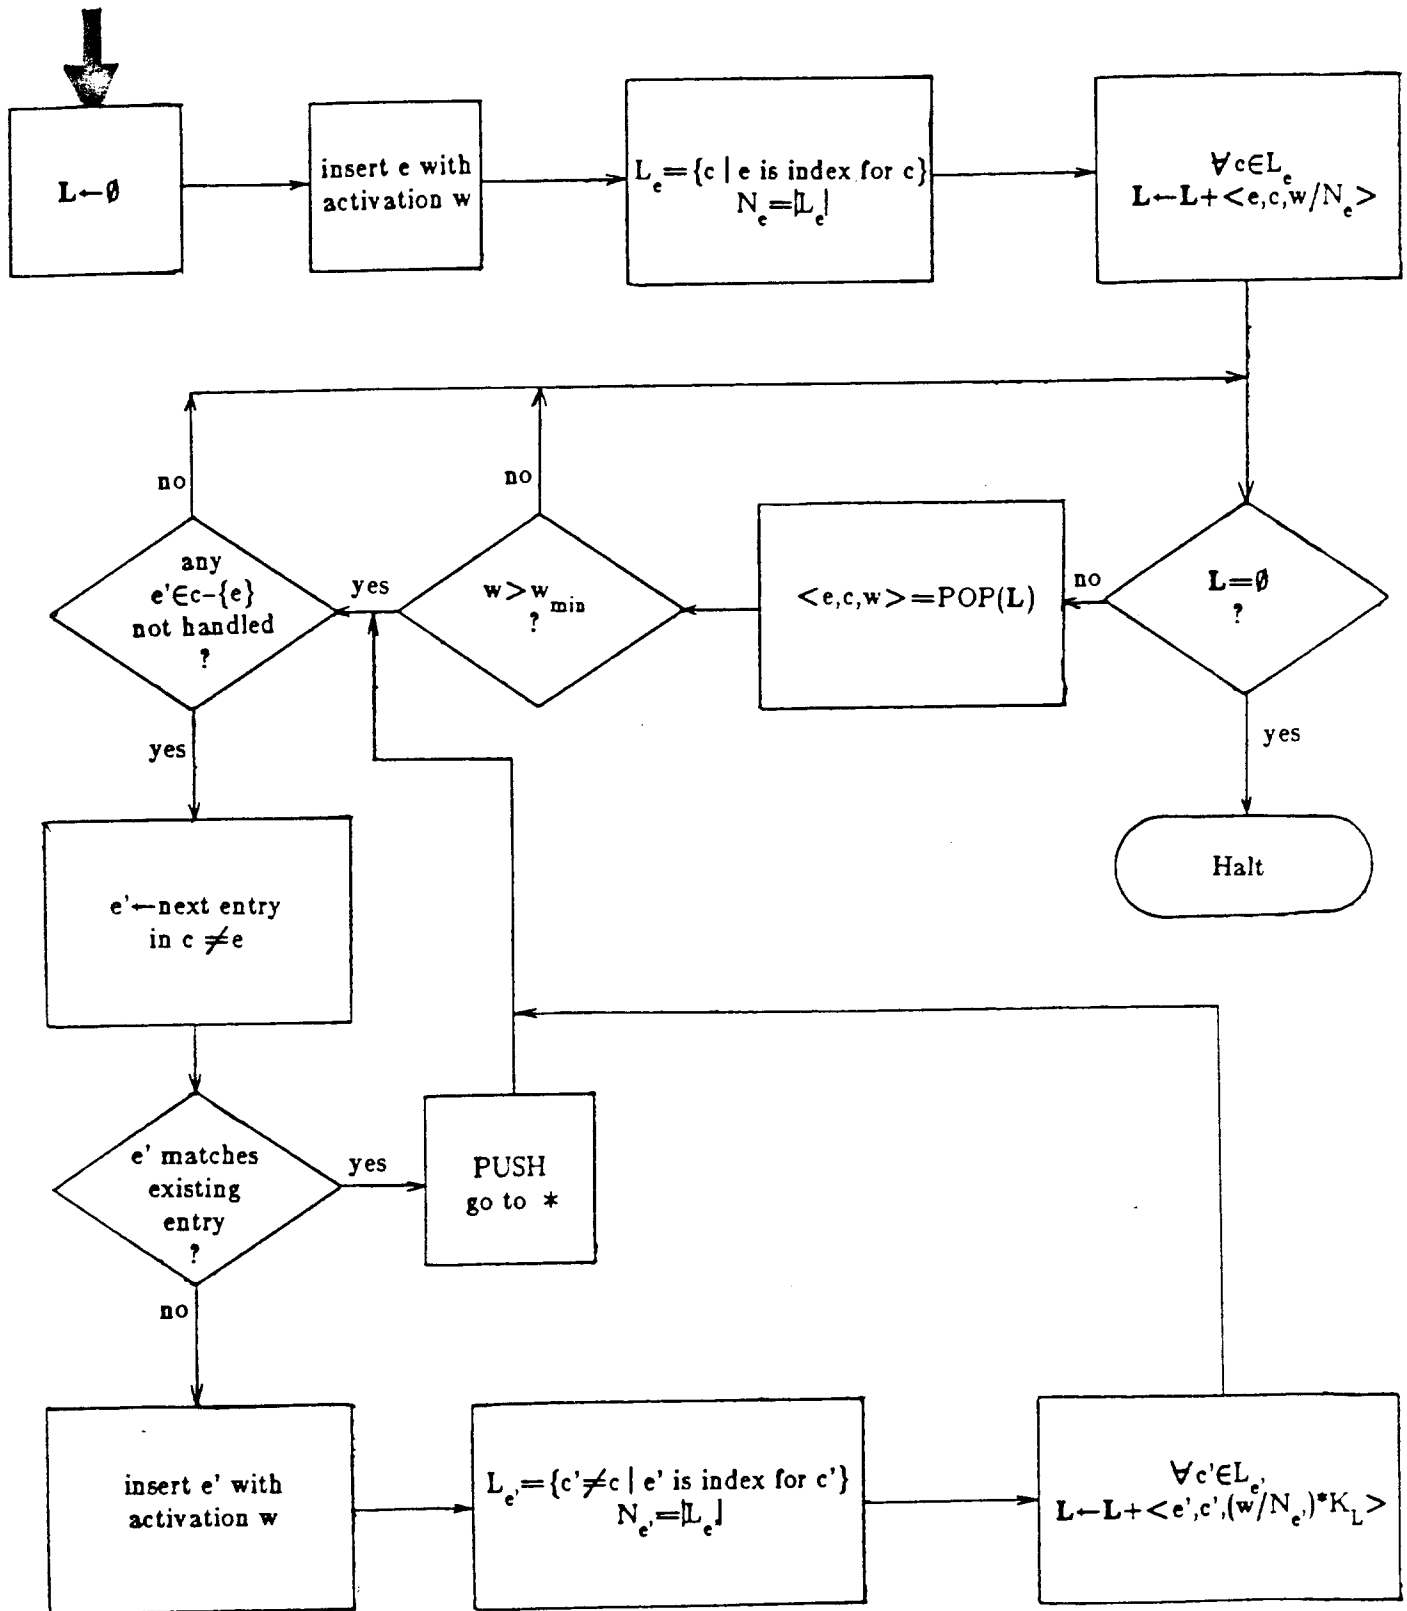 L←∅
insert e with
activation w
L_e={c | e is index for c}
N_e=|L_e|
∀c∈L_e
L←L+<e,c,w/N_e>
no
no
any
e'∈c-{e}
not handled
?
yes
w>w_min
?
<e,c,w>=POP(L)
no
L=∅
?
yes
yes
Halt
e'←next entry
in c ≠e
e' matches
existing
entry
?
yes
PUSH
go to *
no
insert e' with
activation w
L_e'={c'≠c | e' is index for c'}
N_e'=|L_e'|
∀c'∈L_e'
L←L+<e',c',(w/N_e')*K_L>